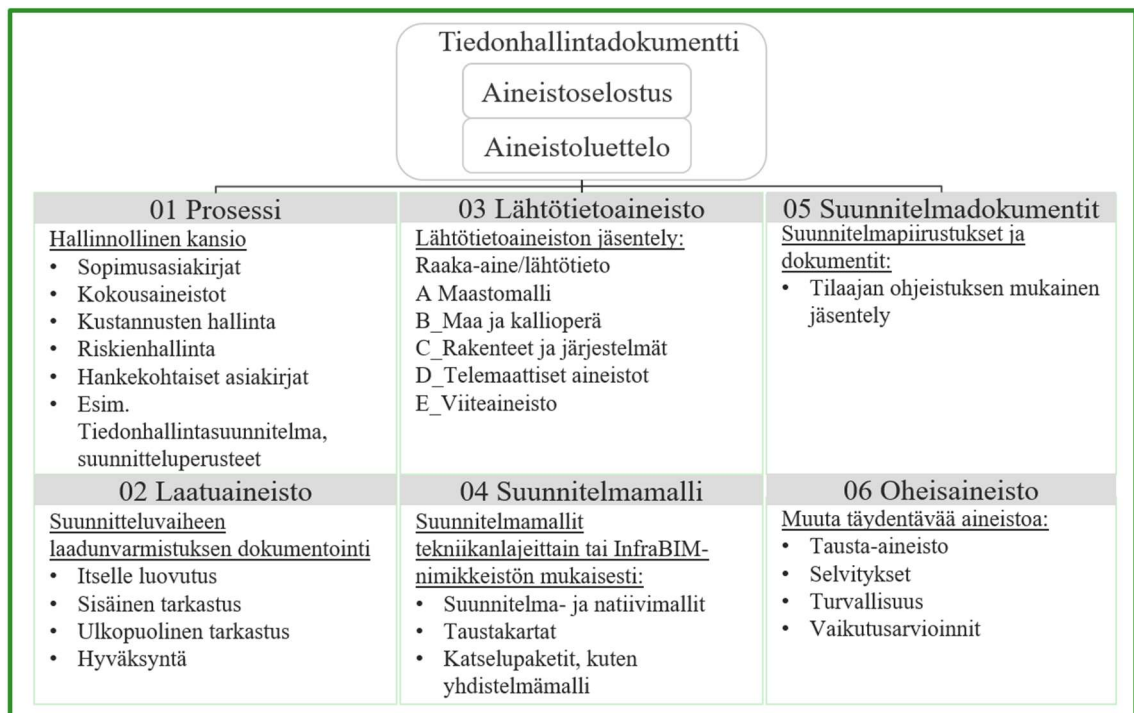 Tiedonhallintadokumentti
Aineistoselostus
Aineistoluettelo
01 Prosessi
Hallinnollinen kansio
• Sopimusasiakirjat
• Kokousaineistot
• Kustannusten hallinta
• Riskienhallinta
• Hankekohtaiset asiakirjat
• Esim.
Tiedonhallintasuunnitelma,
suunnitteluperusteet
02 Laatuaineisto
Suunnitteluvaiheen
laadunvarmistuksen dokumentointi
• Itselle luovutus
• Sisäinen tarkastus
• Ulkopuolinen tarkastus
• Hyväksyntä
03 Lähtötietoaineisto
Lähtötietoaineiston jäsentely:
Raaka-aine/lähtötieto
A Maastomalli
B_Maa ja kallioperä
C_Rakenteet ja järjestelmät
D_Telemaattiset aineistot
E_Viiteaineisto
04 Suunnitelmamalli
Suunnitelmamallit
tekniikanlajeittain tai InfraBIM-
nimikkeistön mukaisesti:
• Suunnitelma- ja natiivimallit
• Taustakartat
• Katselupaketit, kuten
yhdistelmämalli
05 Suunnitelmadokumentit
Suunnitelmapiirustukset ja
dokumentit:
• Tilaajan ohjeistuksen mukainen
jäsentely
06 Oheisaineisto
Muuta täydentävää aineistoa:
• Tausta-aineisto
• Selvitykset
• Turvallisuus
• Vaikutusarvioinnit